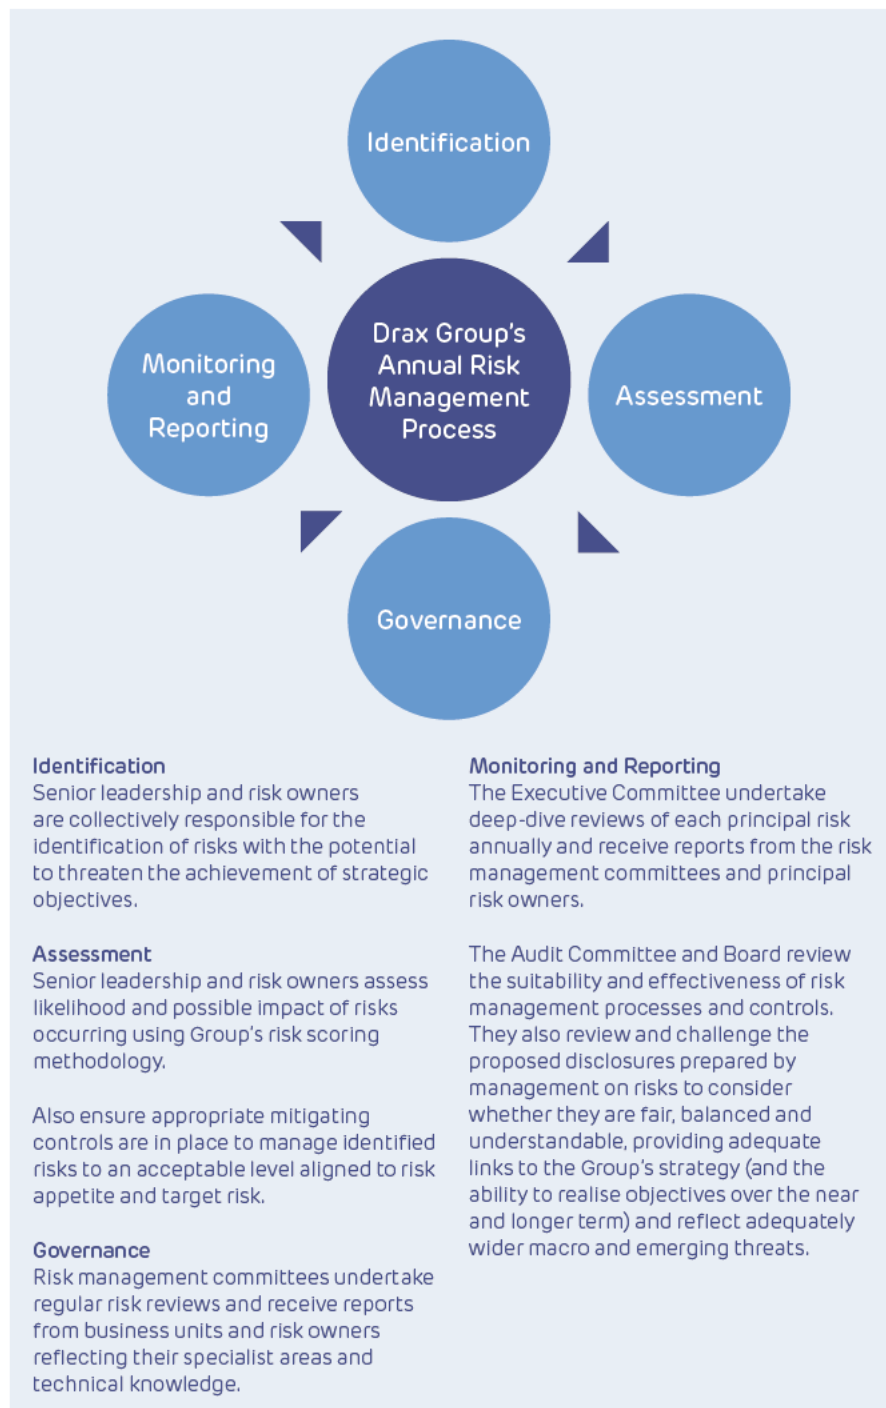 Identification
Drax Group's
Annual Risk
Management
Process
Monitoring
and
Reporting
Assessment
Governance
Identification
Senior leadership and risk owners
are collectively responsible for the
identification of risks with the potential
to threaten the achievement of strategic
objectives.
Assessment
Senior leadership and risk owners assess
likelihood and possible impact of risks
occurring using Group's risk scoring
methodology.
Also ensure appropriate mitigating
controls are in place to manage identified
risks to an acceptable level aligned to risk
appetite and target risk.
Governance
Risk management committees undertake
regular risk reviews and receive reports
from business units and risk owners
reflecting their specialist areas and
technical knowledge.
Monitoring and Reporting
The Executive Committee undertake
deep-dive reviews of each principal risk
annually and receive reports from the risk
management committees and principal
risk owners.
The Audit Committee and Board review
the suitability and effectiveness of risk
management processes and controls.
They also review and challenge the
proposed disclosures prepared by
management on risks to consider
whether they are fair, balanced and
understandable, providing adequate
links to the Group's strategy (and the
ability to realise objectives over the near
and longer term) and reflect adequately
wider macro and emerging threats.